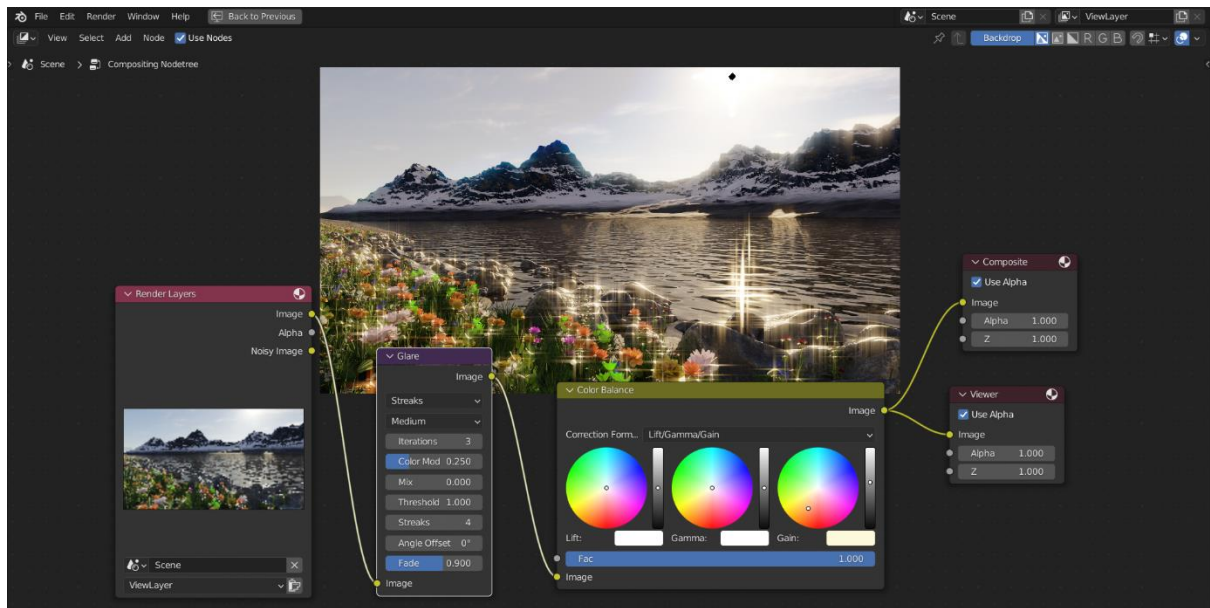 File Edit Render Window Help Back to Previous
Scene ViewLayer
View Select Add Node Use Nodes
Backdrop R G B
Scene > Compositing Nodetree
Render Layers
Image
Alpha
Noisy Image
Scene
ViewLayer
Glare
Image
Streaks
Medium
Iterations 3
Color Mod 0.250
Mix 0.000
Threshold 1.000
Streaks 4
Angle Offset 0°
Fade 0.900
Image
Color Balance
Image
Correction Form... Lift/Gamma/Gain
Lift: Gamma: Gain:
Fac 1.000
Image
Composite
Use Alpha
Image
Alpha 1.000
Z 1.000
Viewer
Use Alpha
Image
Alpha 1.000
Z 1.000